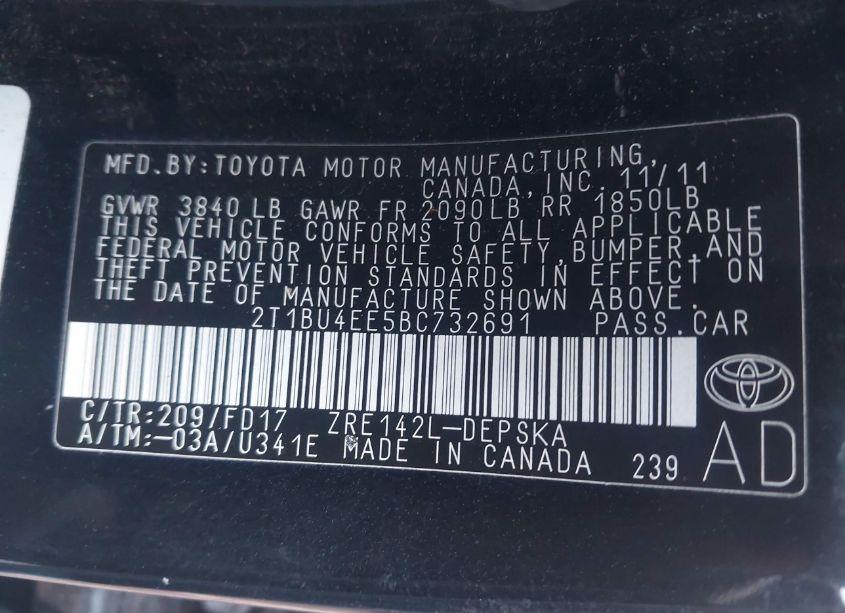 MFD.BY:TOYOTA MOTOR MANUFACTURING,
CANADA,INC. 11/11
GVWR 3840 LB GAWR FR 2090LB RR 1850LB
THIS VEHICLE CONFORMS TO ALL APPLICABLE
FEDERAL MOTOR VEHICLE SAFETY,BUMPER,AND
THEFT PREVENTION STANDARDS IN EFFECT ON
THE DATE OF MANUFACTURE SHOWN ABOVE.
2T1BU4EE5BC732691 PASS.CAR
C/TR:209/FD17 ZRE142L-DEPSKA
A/TM:-03A/U341E MADE IN CANADA 239 AD